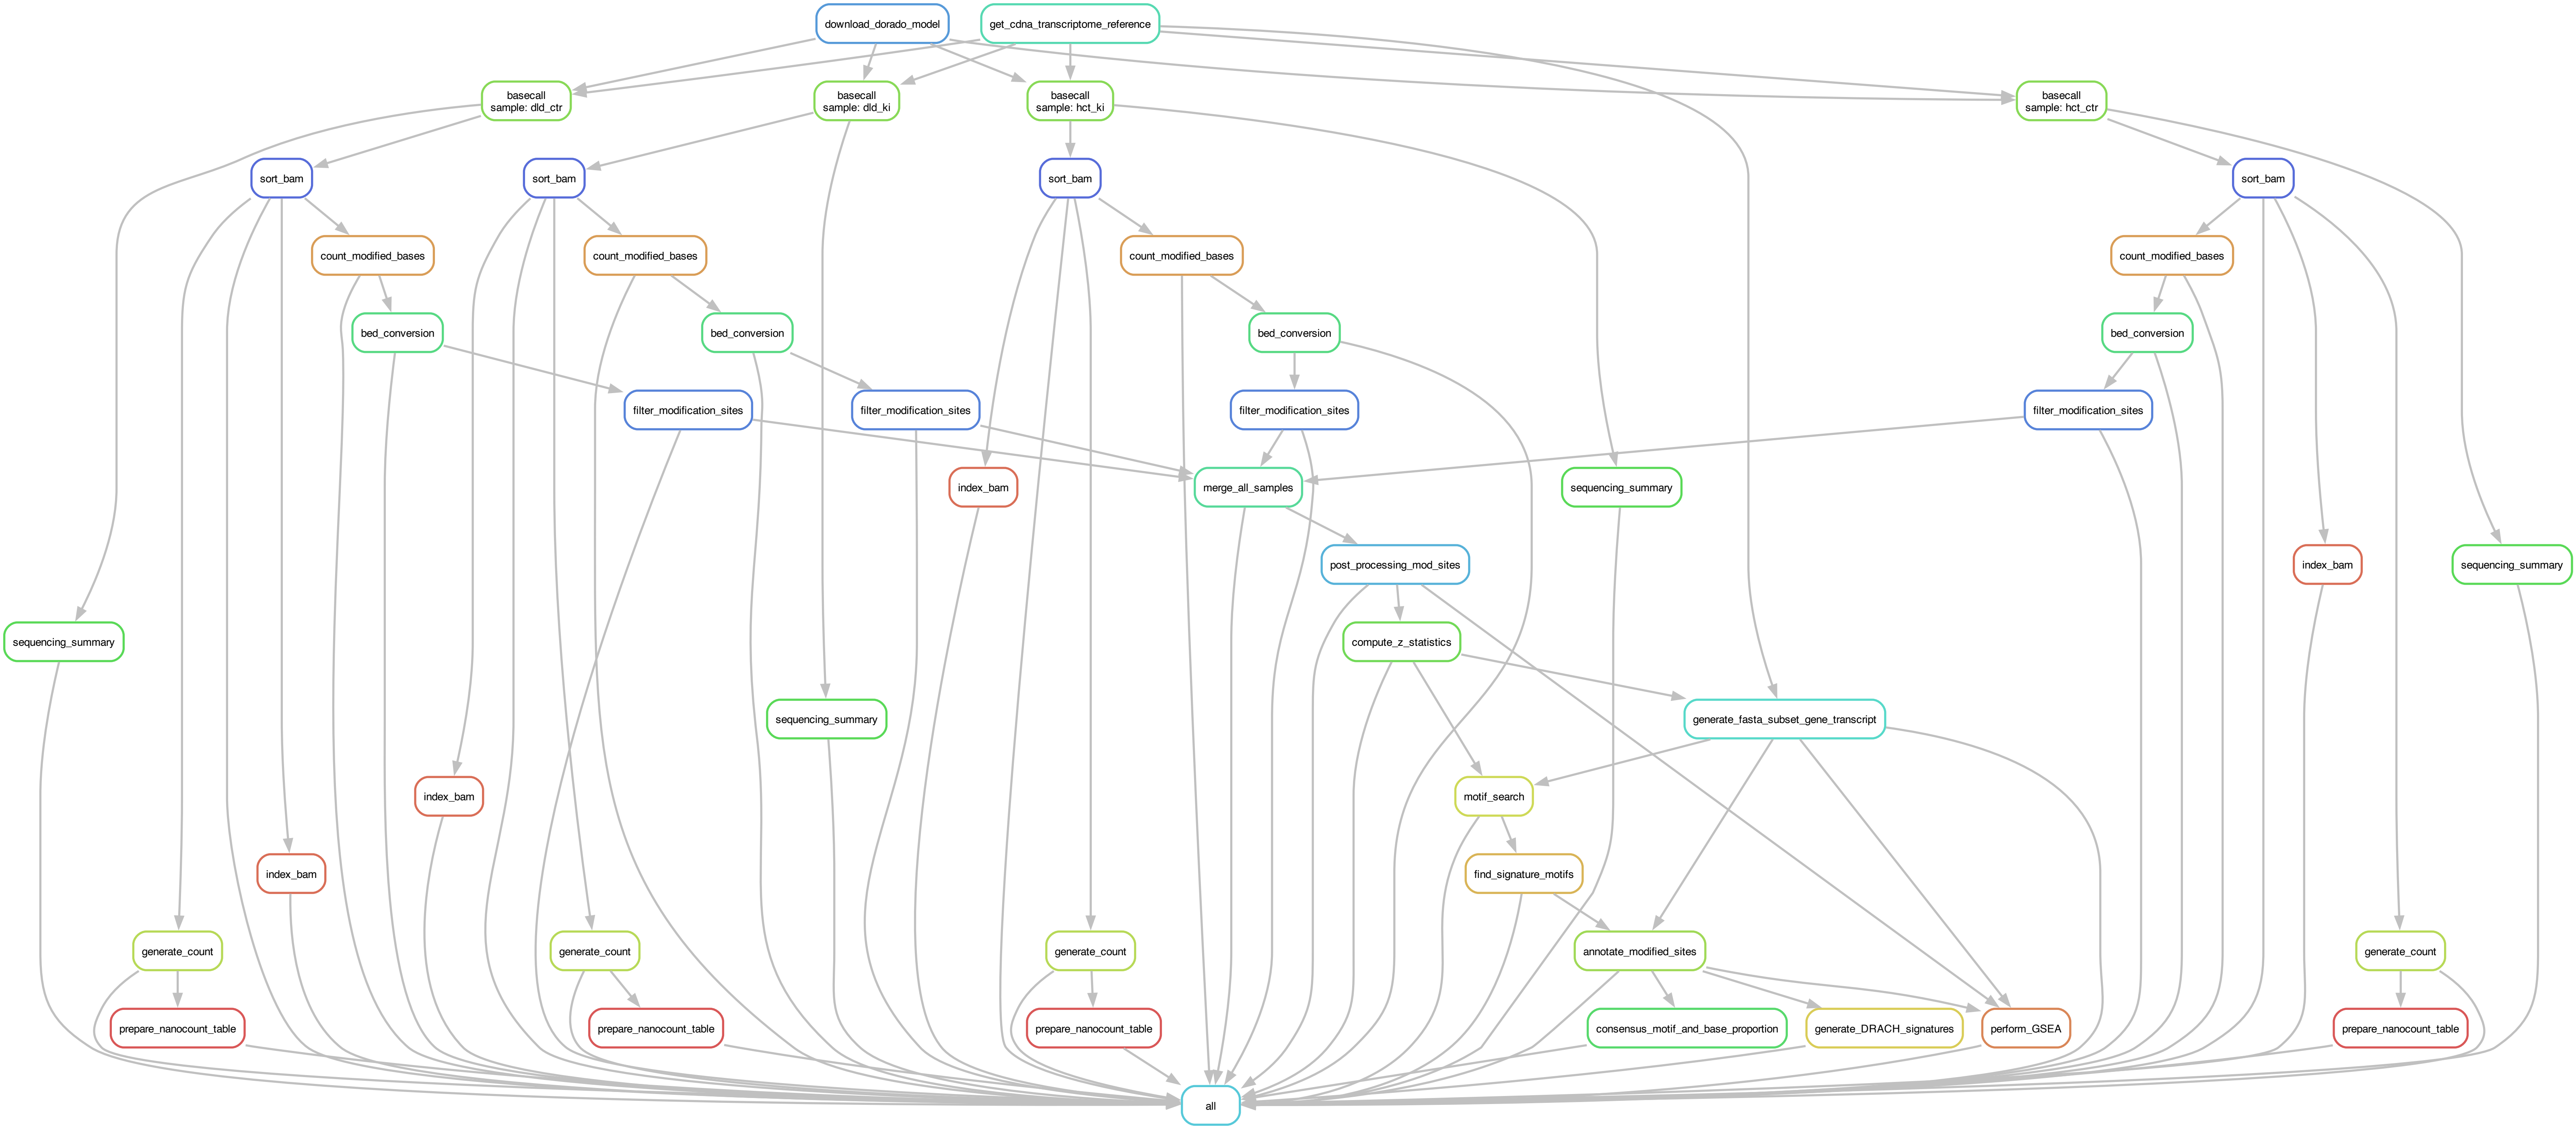 download_dorado_model
get_cdna_transcriptome_reference
basecall
sample: dld_ctr
basecall
sample: dld_ki
basecall
sample: hct_ki
basecall
sample: hct_ctr
sort_bam
sort_bam
sort_bam
sort_bam
count_modified_bases
count_modified_bases
count_modified_bases
count_modified_bases
bed_conversion
bed_conversion
bed_conversion
bed_conversion
filter_modification_sites
filter_modification_sites
filter_modification_sites
filter_modification_sites
index_bam
merge_all_samples
sequencing_summary
post_processing_mod_sites
index_bam
sequencing_summary
sequencing_summary
compute_z_statistics
sequencing_summary
generate_fasta_subset_gene_transcript
index_bam
motif_search
index_bam
find_signature_motifs
generate_count
generate_count
generate_count
annotate_modified_sites
generate_count
prepare_nanocount_table
prepare_nanocount_table
prepare_nanocount_table
consensus_motif_and_base_proportion
generate_DRACH_signatures
perform_GSEA
prepare_nanocount_table
all